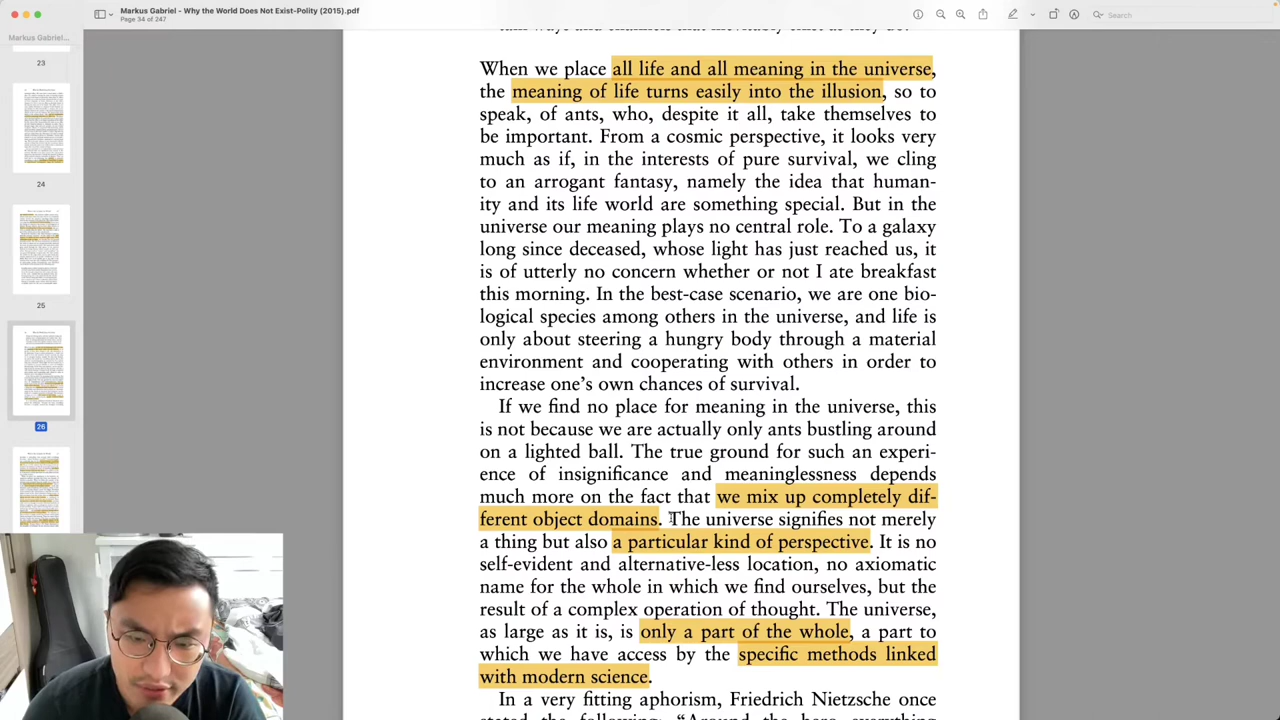 Markus Gabriel - Why the World Does Not Exist-Polity (2015).pdf
Page 34 of 247
Search
Markus Gabriel...
23
24
25
26
When we place all life and all meaning in the universe,
the meaning of life turns easily into the illusion, so to
speak, of ants, who, despite it all, take themselves to
be important. From a cosmic perspective, it looks very
much as if, in the interests of pure survival, we cling
to an arrogant fantasy, namely the idea that human-
ity and its life world are something special. But in the
universe our meaning plays no central role. To a galaxy
long since deceased, whose light has just reached us, it
is of utterly no concern whether or not I ate breakfast
this morning. In the best-case scenario, we are one bio-
logical species among others in the universe, and life is
only about steering a hungry body through a material
environment and cooperating with others in order to
increase one's own chances of survival.
If we find no place for meaning in the universe, this
is not because we are actually only ants bustling around
on a lighted ball. The true ground for such an experi-
ence of insignificance and meaninglessness depends
much more on the fact that we mix up completely dif-
ferent object domains. The universe signifies not merely
a thing but also a particular kind of perspective. It is no
self-evident and alternative-less location, no axiomatic
name for the whole in which we find ourselves, but the
result of a complex operation of thought. The universe,
as large as it is, is only a part of the whole, a part to
which we have access by the specific methods linked
with modern science.
In a very fitting aphorism, Friedrich Nietzsche once
stated the following: "Around the hero everything